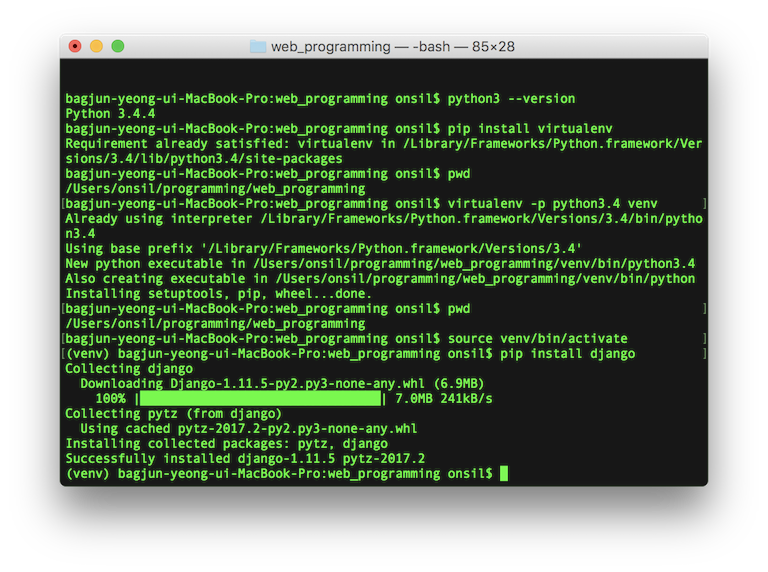 web_programming — -bash — 85×28
bagjun-yeong-ui-MacBook-Pro:web_programming onsil$ python3 --version
Python 3.4.4
bagjun-yeong-ui-MacBook-Pro:web_programming onsil$ pip install virtualenv
Requirement already satisfied: virtualenv in /Library/Frameworks/Python.framework/Ver
sions/3.4/lib/python3.4/site-packages
bagjun-yeong-ui-MacBook-Pro:web_programming onsil$ pwd
/Users/onsil/programming/web_programming
[bagjun-yeong-ui-MacBook-Pro:web_programming onsil$ virtualenv -p python3.4 venv ]
Already using interpreter /Library/Frameworks/Python.framework/Versions/3.4/bin/pytho
n3.4
Using base prefix '/Library/Frameworks/Python.framework/Versions/3.4'
New python executable in /Users/onsil/programming/web_programming/venv/bin/python3.4
Also creating executable in /Users/onsil/programming/web_programming/venv/bin/python
Installing setuptools, pip, wheel...done.
[bagjun-yeong-ui-MacBook-Pro:web_programming onsil$ pwd ]
/Users/onsil/programming/web_programming
[bagjun-yeong-ui-MacBook-Pro:web_programming onsil$ source venv/bin/activate ]
[(venv) bagjun-yeong-ui-MacBook-Pro:web_programming onsil$ pip install django ]
Collecting django
  Downloading Django-1.11.5-py2.py3-none-any.whl (6.9MB)
    100% |████████████████████████████████| 7.0MB 241kB/s
Collecting pytz (from django)
  Using cached pytz-2017.2-py2.py3-none-any.whl
Installing collected packages: pytz, django
Successfully installed django-1.11.5 pytz-2017.2
(venv) bagjun-yeong-ui-MacBook-Pro:web_programming onsil$